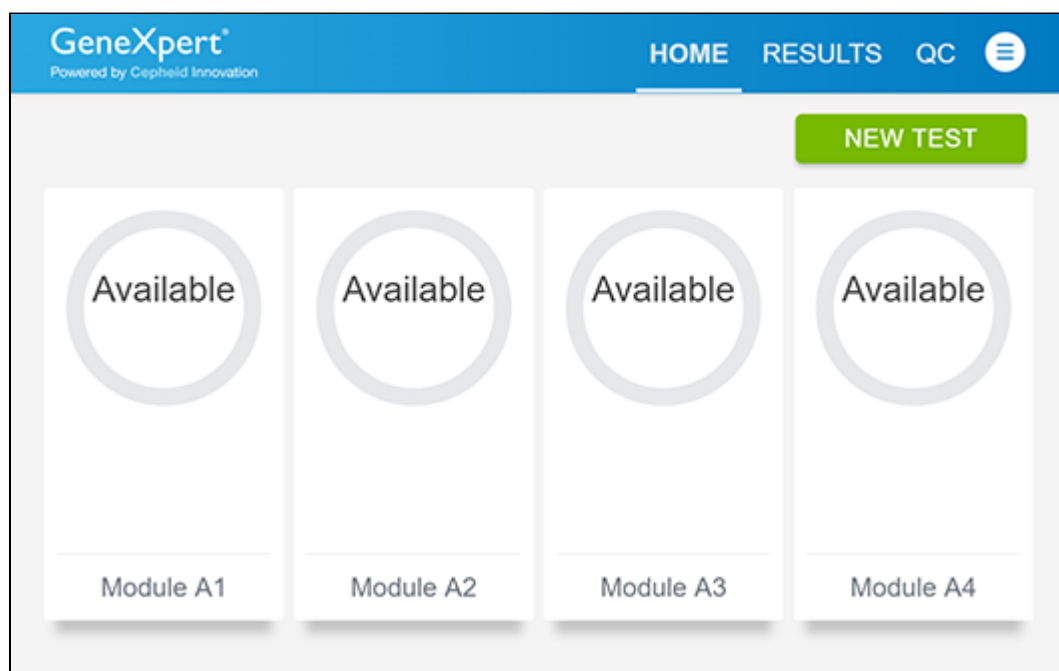 GeneXpert®
Powered by Cepheid Innovation
HOME RESULTS QC
NEW TEST
Available Available Available Available
Module A1 Module A2 Module A3 Module A4